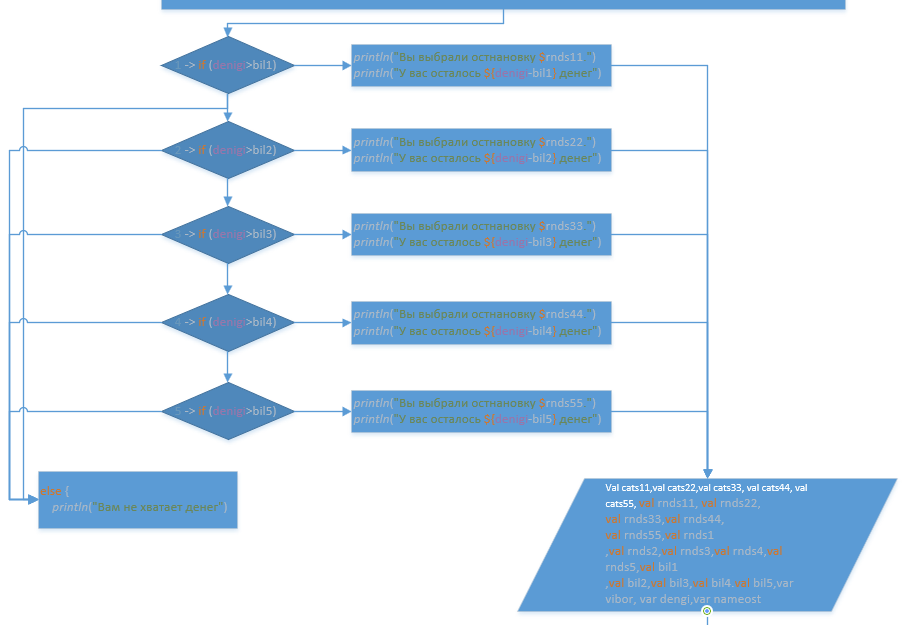 1 -> if (dengi>bil1)
println("Вы выбрали остнановку $rnds11 ")
println("У вас осталось ${dengi-bil1} денег")
2 -> if (dengi>bil2)
println("Вы выбрали остнановку $rnds22 ")
println("У вас осталось ${dengi-bil2} денег")
3 -> if (dengi>bil3)
println("Вы выбрали остнановку $rnds33 ")
println("У вас осталось ${dengi-bil3} денег")
4 -> if (dengi>bil4)
println("Вы выбрали остнановку $rnds44 ")
println("У вас осталось ${dengi-bil4} денег")
5 -> if (dengi>bil5)
println("Вы выбрали остнановку $rnds55 ")
println("У вас осталось ${dengi-bil5} денег")
else {
println("Вам не хватает денег")
Val cats11,val cats22,val cats33, val cats44, val
cats55, val rnds11, val rnds22,
val rnds33,val rnds44,
val rnds55,val rnds1
,val rnds2,val rnds3,val rnds4,val
rnds5,val bil1
,val bil2,val bil3,val bil4.val bil5,var
vibor, var dengi,var nameost